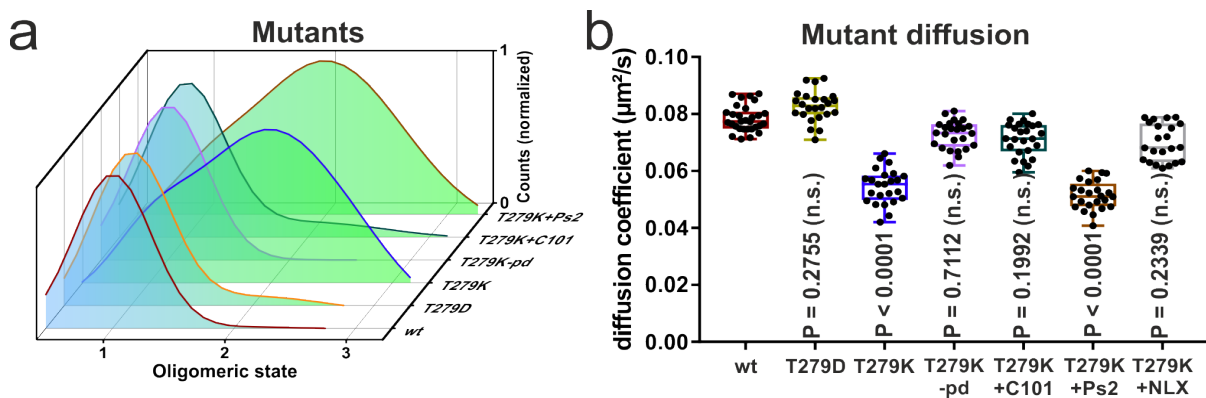 a
Mutants
1
Counts (normalized)
0
T279K+Ps2
T279K+C101
T279K-pd
T279K
T279D
wt
1 2 3
Oligomeric state
b
Mutant diffusion
diffusion coefficient (µm²/s)
0.10
0.08
0.06
0.04
0.02
0.00
P = 0.2755 (n.s.)
P < 0.0001
P = 0.7112 (n.s.)
P = 0.1992 (n.s.)
P < 0.0001
P = 0.2339 (n.s.)
wt T279D T279K T279K T279K T279K T279K
-pd +C101 +Ps2 +NLX